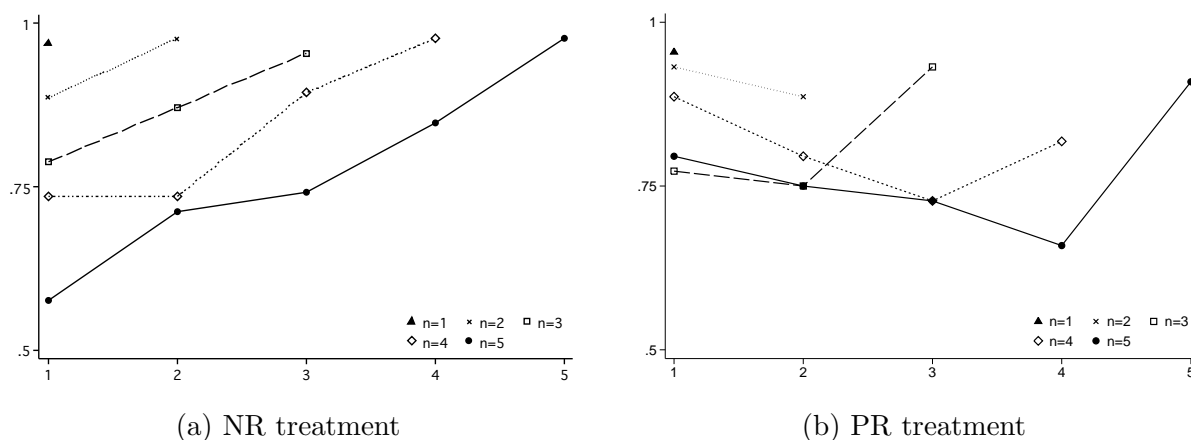 1
.75
.5
1 2 3 4 5
n=1 n=2 n=3
n=4 n=5
(a) NR treatment
1
.75
.5
1 2 3 4 5
n=1 n=2 n=3
n=4 n=5
(b) PR treatment